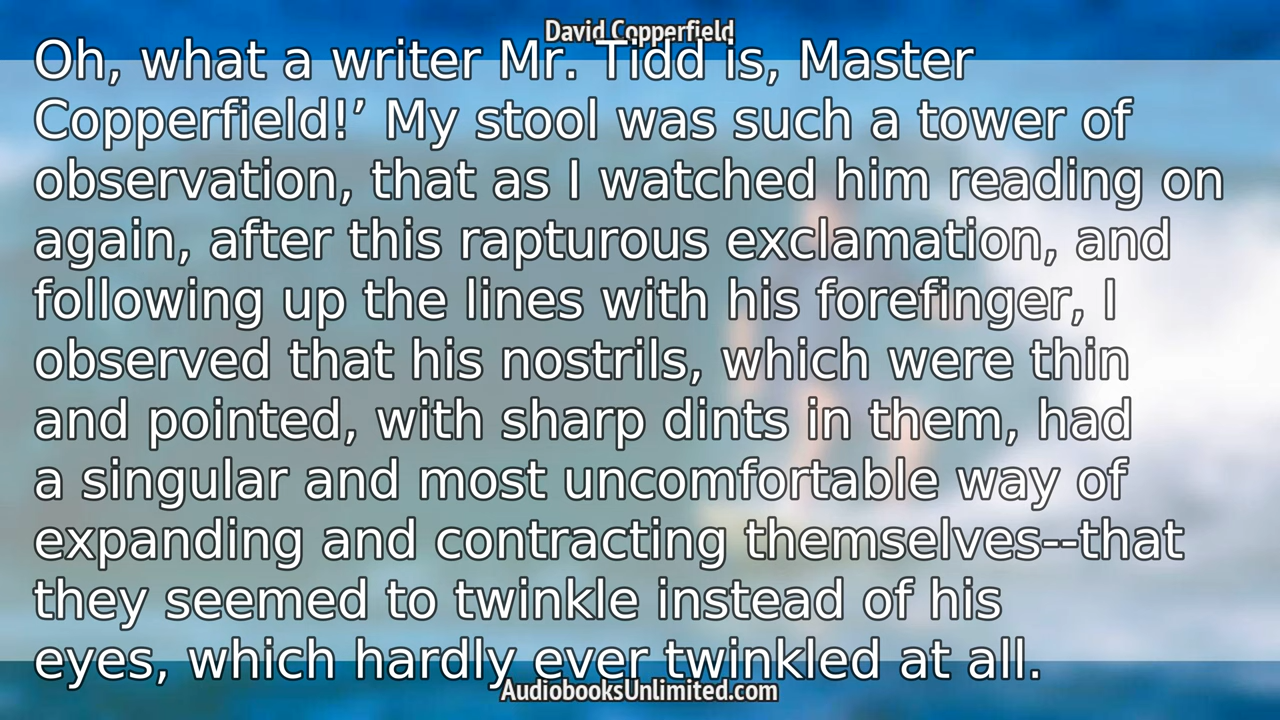 David Copperfield
Oh, what a writer Mr. Tidd is, Master
Copperfield!’ My stool was such a tower of
observation, that as I watched him reading on
again, after this rapturous exclamation, and
following up the lines with his forefinger, I
observed that his nostrils, which were thin
and pointed, with sharp dints in them, had
a singular and most uncomfortable way of
expanding and contracting themselves--that
they seemed to twinkle instead of his
eyes, which hardly ever twinkled at all.
AudiobooksUnlimited.com